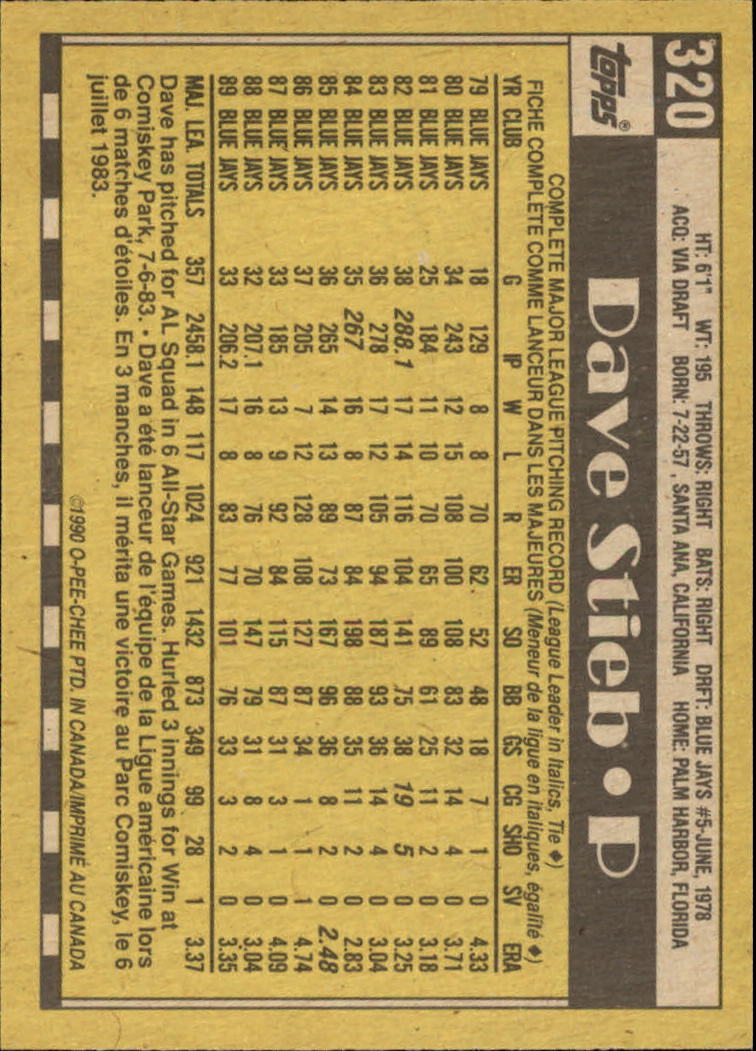 320
HT: 6'1" WT: 195 THROWS: RIGHT BATS: RIGHT DRFT: BLUE JAYS #5-JUNE, 1978
ACQ: VIA DRAFT BORN: 7-22-57, SANTA ANA, CALIFORNIA HOME: PALM HARBOR, FLORIDA
topps®
Dave Stieb • P
COMPLETE MAJOR LEAGUE PITCHING RECORD (League Leader in Italics, Tie ♦)
FICHE COMPLÈTE COMME LANCEUR DANS LES MAJEURES (Meneur de la ligue en italiques, égalité ♦)
YR CLUB G IP W L R ER SO BB GS CG SHO SV ERA
79 BLUE JAYS 18 129 8 8 70 62 52 48 18 7 1 0 4.33
80 BLUE JAYS 34 243 12 15 108 100 108 83 32 14 4 0 3.71
81 BLUE JAYS 25 184 11 10 70 65 89 61 25 11 2 0 3.18
82 BLUE JAYS 38 288.1 17 14 116 104 141 75 38 19 5 0 3.25
83 BLUE JAYS 36 278 17 12 105 94 187 93 36 14 4 0 3.04
84 BLUE JAYS 35 267 16 8 87 84 198 88 35 11 2 0 2.83
85 BLUE JAYS 36 265 14 13 89 73 167 96 36 8 2 0 2.48
86 BLUE JAYS 37 205 7 12 128 108 127 87 34 1 1 1 4.74
87 BLUE JAYS 33 185 13 9 92 84 115 87 31 3 1 0 4.09
88 BLUE JAYS 32 207.1 16 8 76 70 147 79 31 8 4 0 3.04
89 BLUE JAYS 33 206.2 17 8 83 77 101 76 33 3 2 0 3.35
MAJ. LEA. TOTALS 357 2458.1 148 117 1024 921 1432 873 349 99 28 1 3.37
Dave has pitched for AL Squad in 6 All-Star Games. Hurled 3 innings for Win at
Comiskey Park, 7-6-83. • Dave a été lanceur de l'équipe de la Ligue américaine lors
de 6 matches d'étoiles. En 3 manches, il mérita une victoire au Parc Comiskey, le 6
juillet 1983.
©1990 O-PEE-CHEE PTD. IN CANADA/IMPRIMÉ AU CANADA